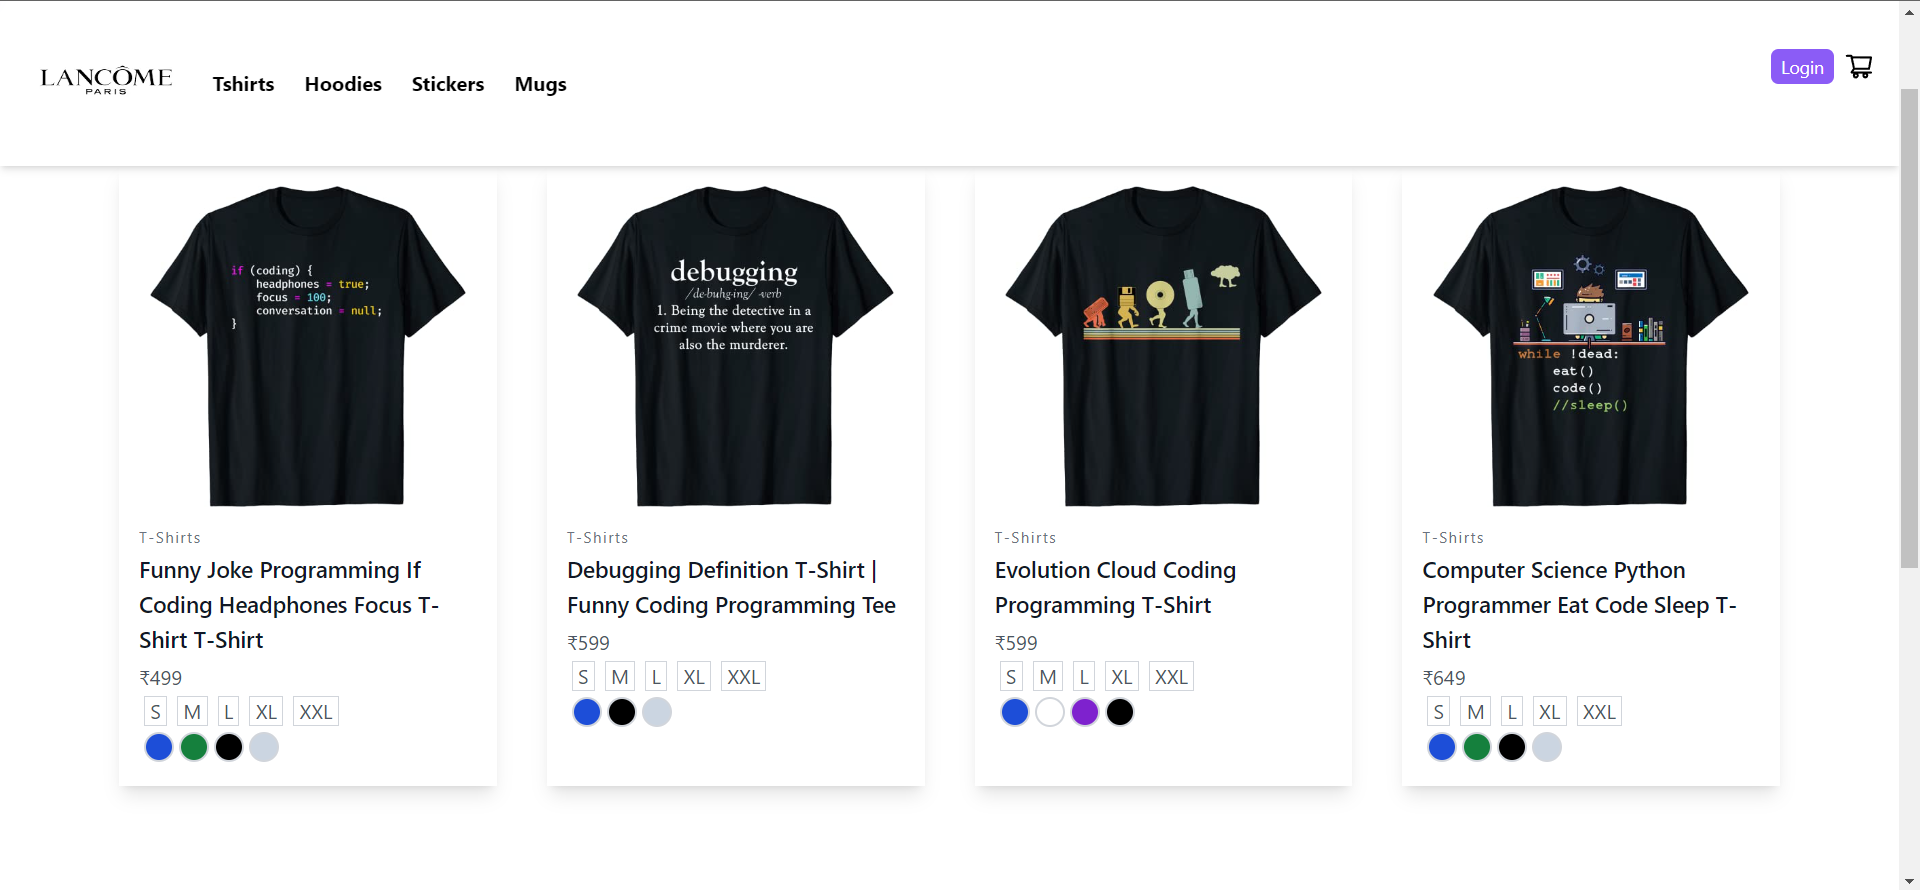 LANCÔME
PARIS
Tshirts
Hoodies
Stickers
Mugs
Login
if (coding) {
headphones = true;
focus = 100;
conversation = null;
}
T-Shirts
Funny Joke Programming If
Coding Headphones Focus T-
Shirt T-Shirt
₹499
S M L XL XXL
debugging
/de·buhg·ing/ verb
1. Being the detective in a
crime movie where you are
also the murderer.
T-Shirts
Debugging Definition T-Shirt |
Funny Coding Programming Tee
₹599
S M L XL XXL
T-Shirts
Evolution Cloud Coding
Programming T-Shirt
₹599
S M L XL XXL
while !dead:
eat()
code()
//sleep()
T-Shirts
Computer Science Python
Programmer Eat Code Sleep T-
Shirt
₹649
S M L XL XXL